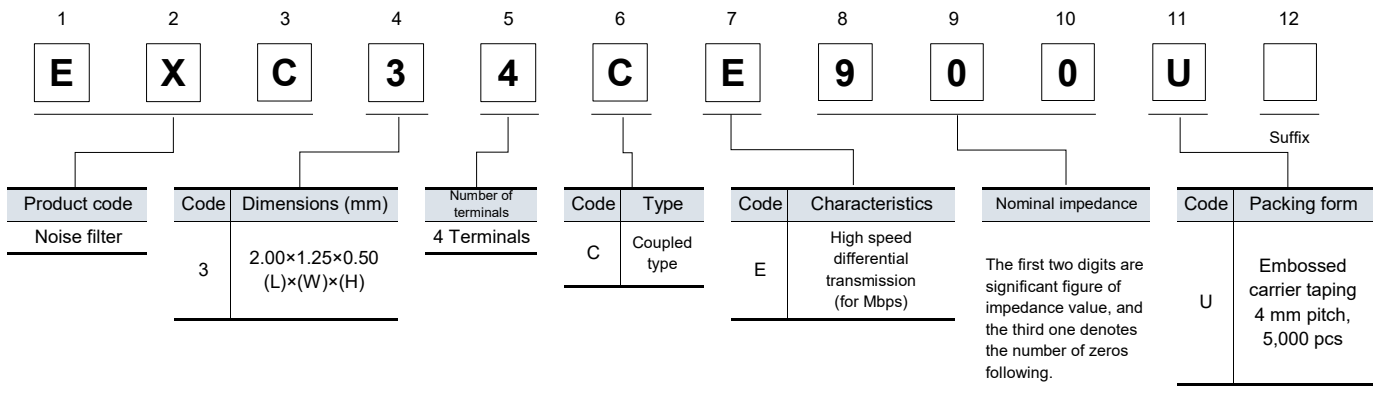 1 2 3 4 5 6 7 8 9 10 11 12
E X C 3 4 C E 9 0 0 U
Suffix
Product code
Noise filter
Code Dimensions (mm)
3
2.00×1.25×0.50
(L)×(W)×(H)
Number of
terminals
4 Terminals
Code Type
C
Coupled
type
Code Characteristics
E
High speed
differential
transmission
(for Mbps)
Nominal impedance
The first two digits are
significant figure of
impedance value, and
the third one denotes
the number of zeros
following.
Code Packing form
U
Embossed
carrier taping
4 mm pitch,
5,000 pcs